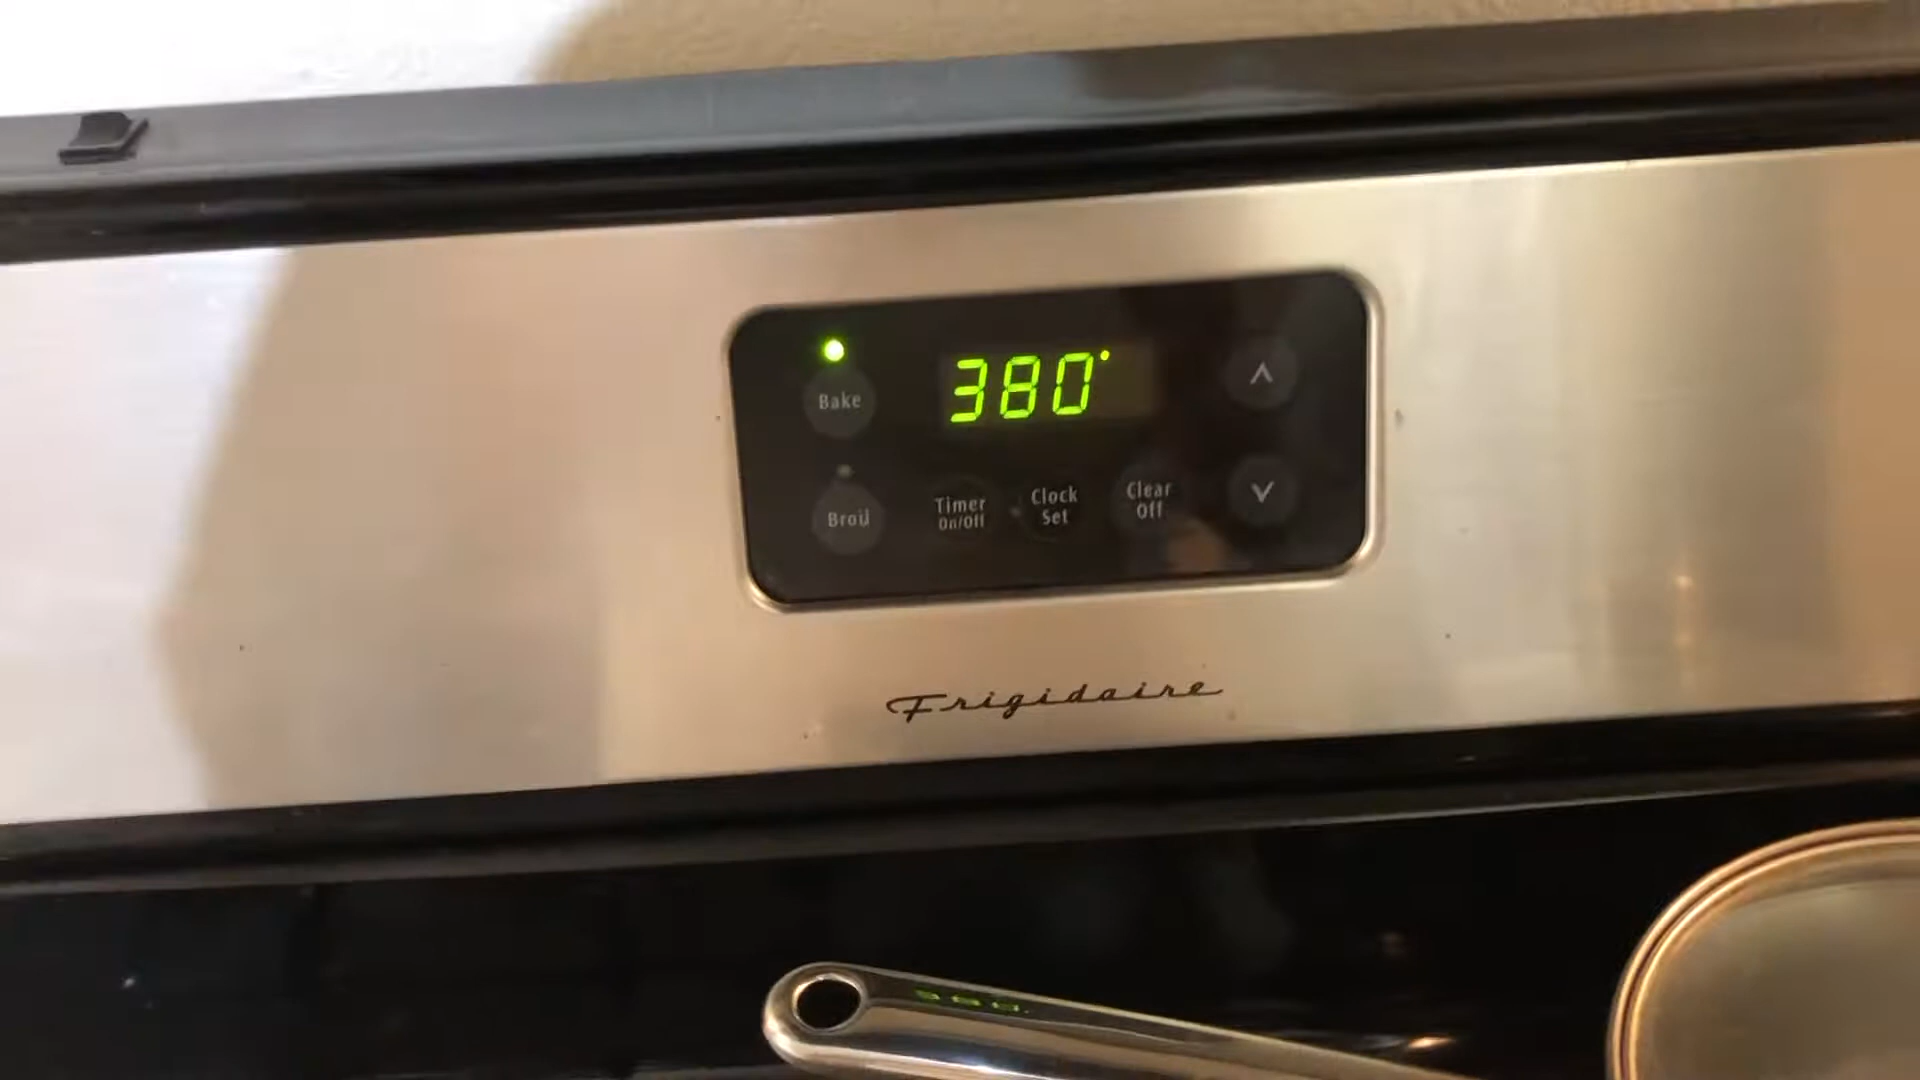 380°
Bake
Broil
Timer
On/Off
Clock
Set
Clear
Off
Frigidaire